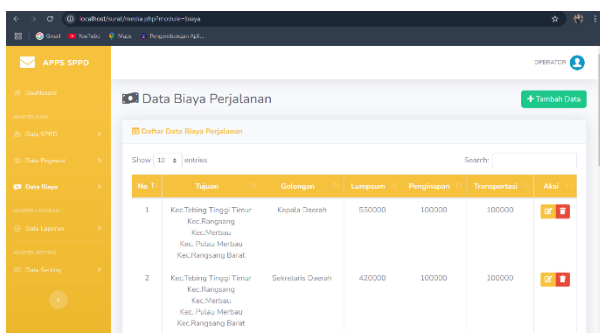 localhost/surat/media.php?module=biaya
Gmail YouTube Maps Pengembangan Apli...
APPS SPPD
OPERATOR
Dashboard
Data Biaya Perjalanan
+ Tambah Data
MASTER DATA
Data SPPD
Daftar Data Biaya Perjalanan
Data Pegawai
Show 10 entries
Search:
Data Biaya
No Tujuan Golongan Lumpsum Penginapan Transportasi Aksi
MASTER LAPORAN
Data Laporan
1 Kec.Tebing Tinggi Timur Kepala Daerah 550000 100000 100000
Kec.Rangsang
Kec.Merbau
Kec. Pulau Merbau
Kec.Rangsang Barat
MASTER SETTING
Data Setting
2 Kec.Tebing Tinggi Timur Sekretaris Daerah 420000 100000 100000
Kec.Rangsang
Kec.Merbau
Kec. Pulau Merbau
Kec.Rangsang Barat